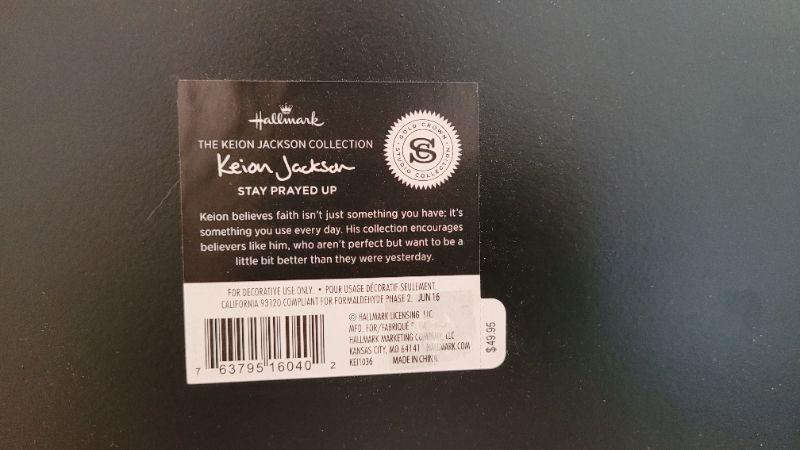 Hallmark
THE KEION JACKSON COLLECTION
Keion Jackson
STAY PRAYED UP
GOLD CROWN
SC
STUDIO COLLECTION
Keion believes faith isn't just something you have; it's
something you use every day. His collection encourages
believers like him, who aren't perfect but want to be a
little bit better than they were yesterday.
FOR DECORATIVE USE ONLY. • POUR USAGE DÉCORATIF SEULEMENT.
CALIFORNIA 93120 COMPLIANT FOR FORMALDEHYDE PHASE 2. JUN 16
© HALLMARK LICENSING, LLC
MFD. FOR/FABRIQUÉ
HALLMARK MARKETING COMPANY, LLC
KANSAS CITY, MO 64141 HALLMARK.COM
KEI1036 MADE IN CHINA
7 63795 16040 2
$49.95